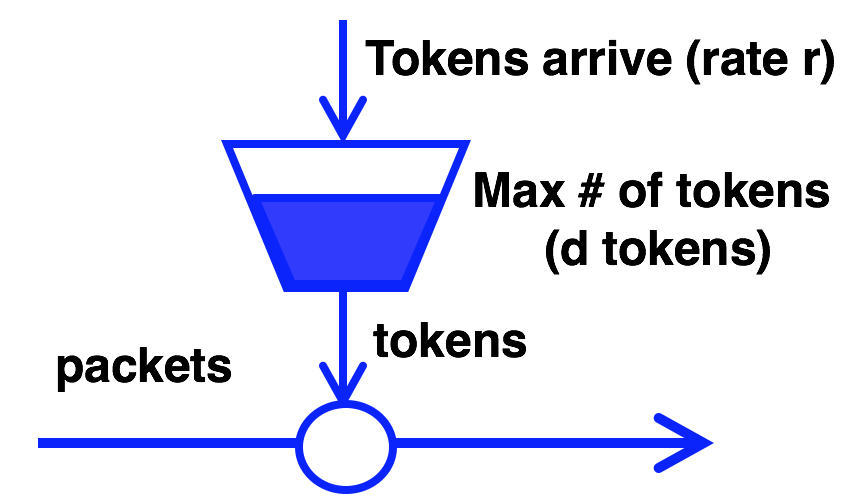 Tokens arrive (rate r)
Max # of tokens
(d tokens)
tokens
packets